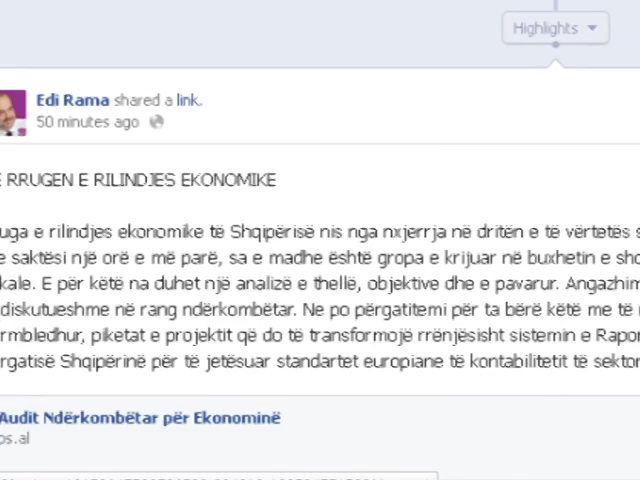 Highlights
Edi Rama shared a link.
50 minutes ago
RRUGEN E RILINDJES EKONOMIKE
uga e rilindjes ekonomike të Shqipërisë nis nga nxjerrja në dritën e të vërtetës s
e saktësi një orë e më parë, sa e madhe është gropa e krijuar në buxhetin e sho
kale. E për këtë na duhet një analizë e thellë, objektive dhe e pavarur. Angazhim
diskutueshme në rang ndërkombëtar. Ne po përgatitemi për ta bërë këtë me të
rmbledhur, piketat e projektit që do të transformojë rrënjësisht sistemin e Rapor
rgatisë Shqipërinë për të jetësuar standartet europiane të kontabilitetit të sektor
Audit Ndërkombëtar për Ekonominë
ps.al